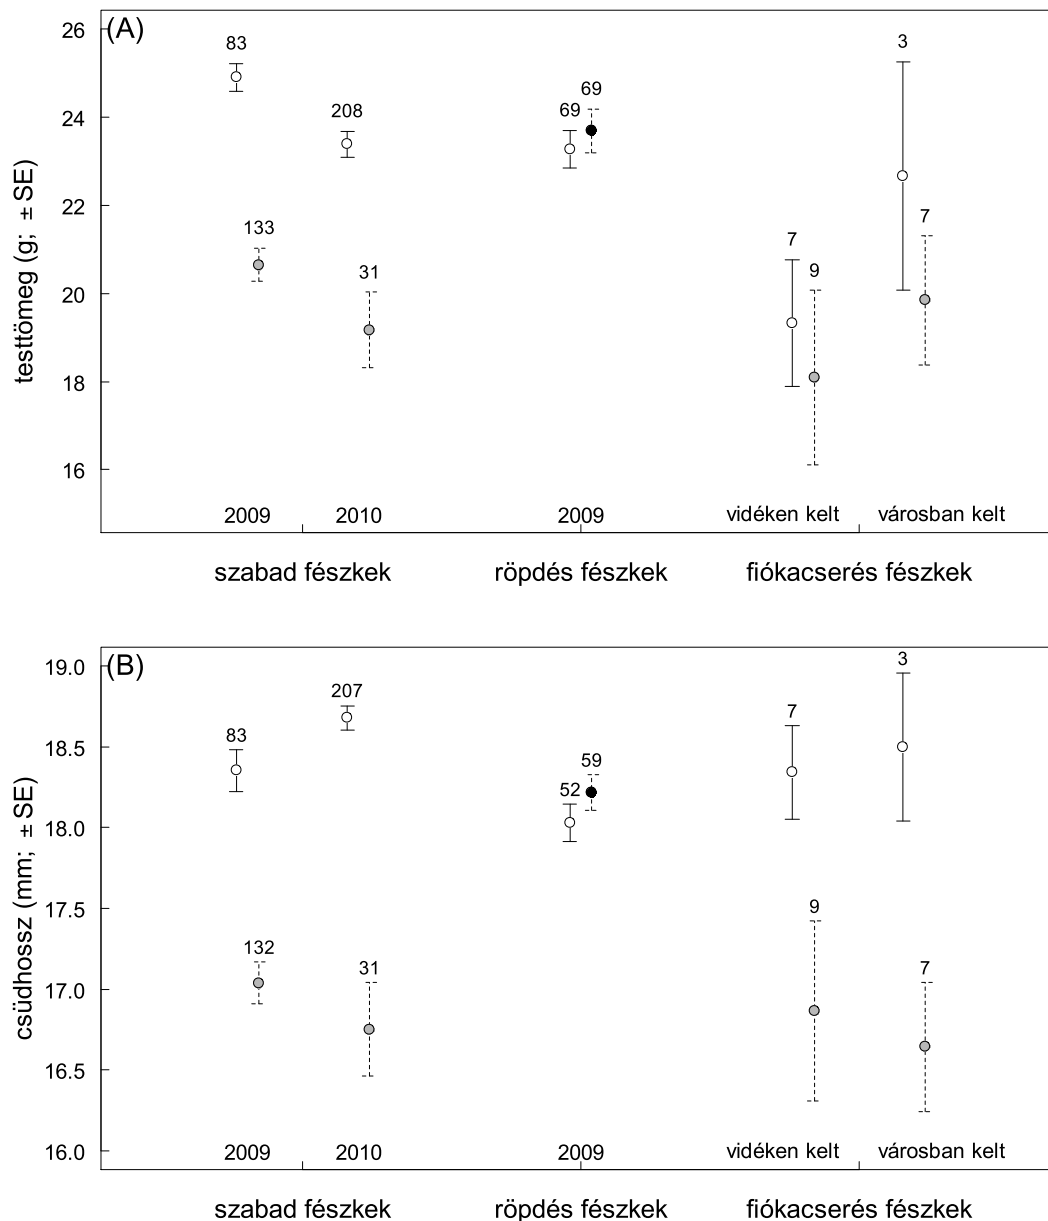 (A)
testtömeg (g; ± SE)
26
24
22
20
18
16
83
208
133
31
69
69
7
9
3
7
2009
2010
2009
vidéken kelt
városban kelt
szabad fészkek
röpdés fészkek
fiókacserés fészkek
(B)
csüdhossz (mm; ± SE)
19.0
18.5
18.0
17.5
17.0
16.5
16.0
83
207
132
31
52
59
7
9
3
7
2009
2010
2009
vidéken kelt
városban kelt
szabad fészkek
röpdés fészkek
fiókacserés fészkek